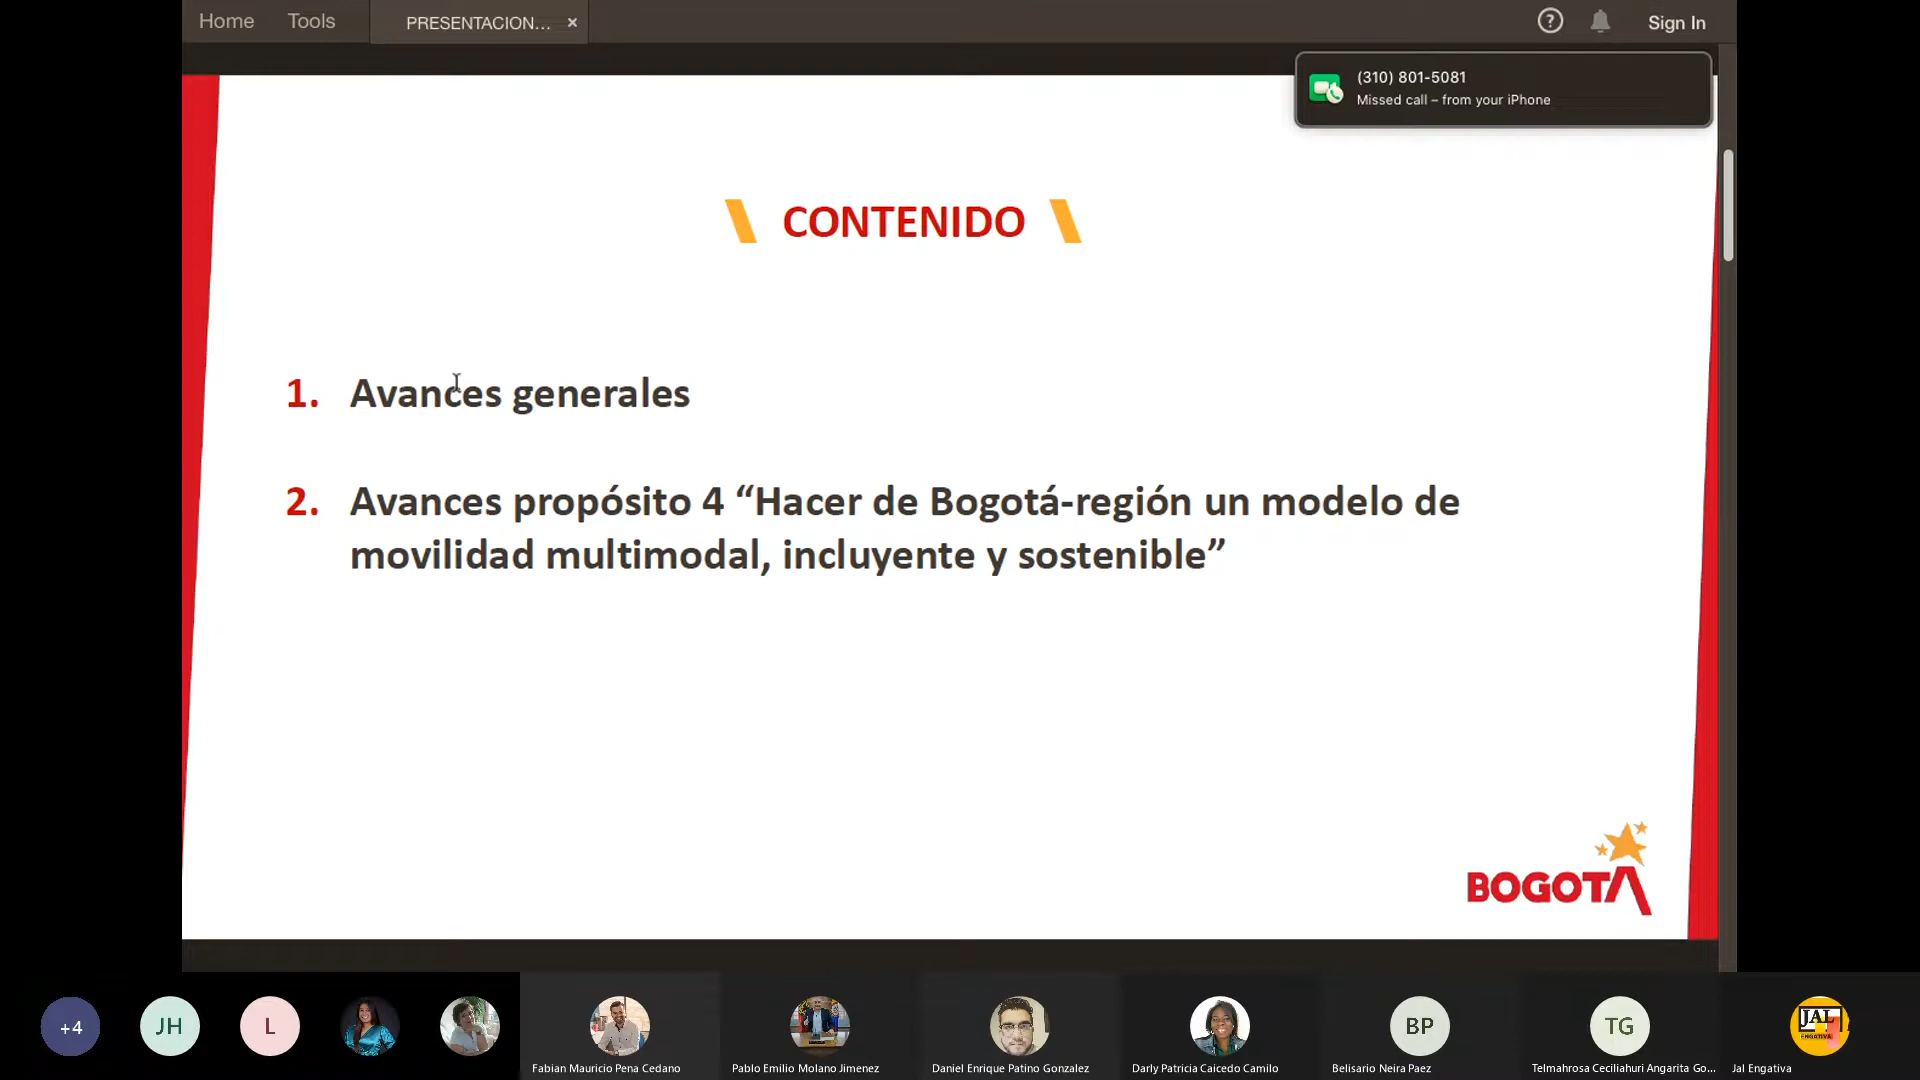 Home Tools PRESENTACION... × ? Sign In
(310) 801-5081
Missed call – from your iPhone
CONTENIDO
1. Avances generales
2. Avances propósito 4 “Hacer de Bogotá-región un modelo de
movilidad multimodal, incluyente y sostenible”
BOGOTÁ
+4 JH L BP TG JAL
ENGATIVA
Fabian Mauricio Pena Cedano Pablo Emilio Molano Jimenez Daniel Enrique Patino Gonzalez Darly Patricia Caicedo Camilo Belisario Neira Paez Telmahrosa Ceciliahuri Angarita Go... Jal Engativa